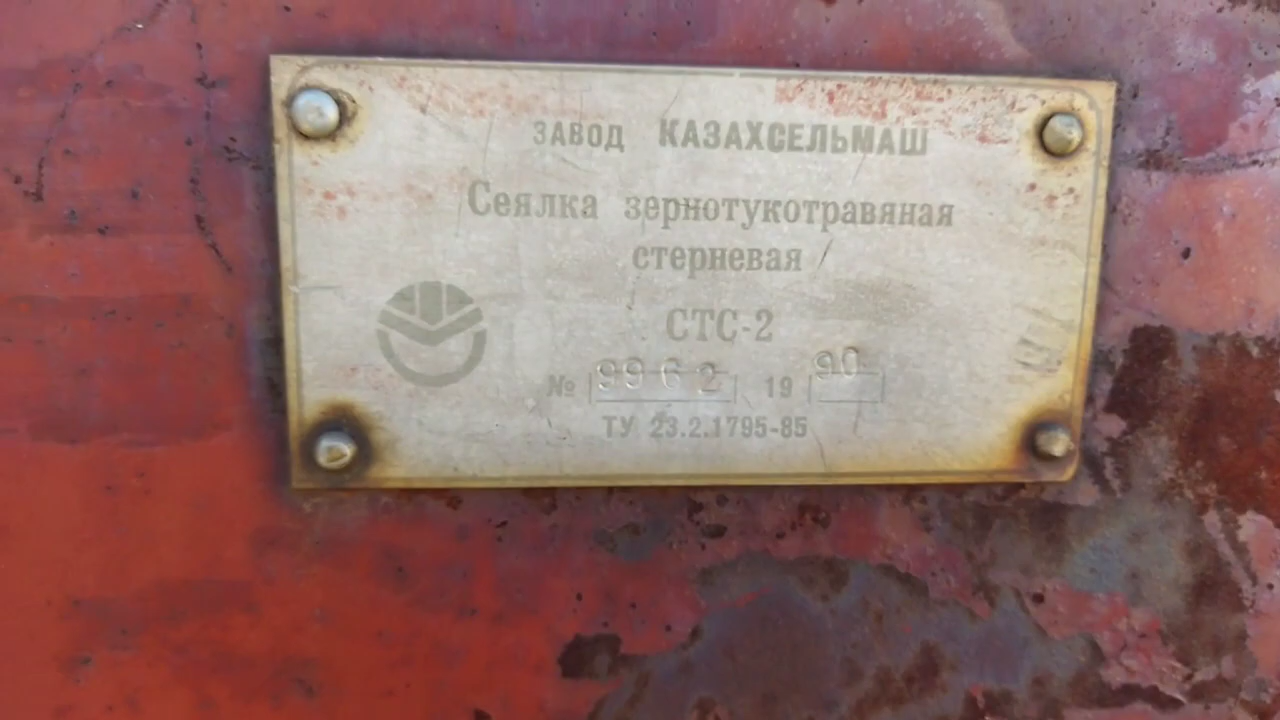 ЗАВОД КАЗАХСЕЛЬМАШ
Сеялка зернотукотравяная
стерневая
СТС-2
№ 9962 19 90
ТУ 23.2.1795-85